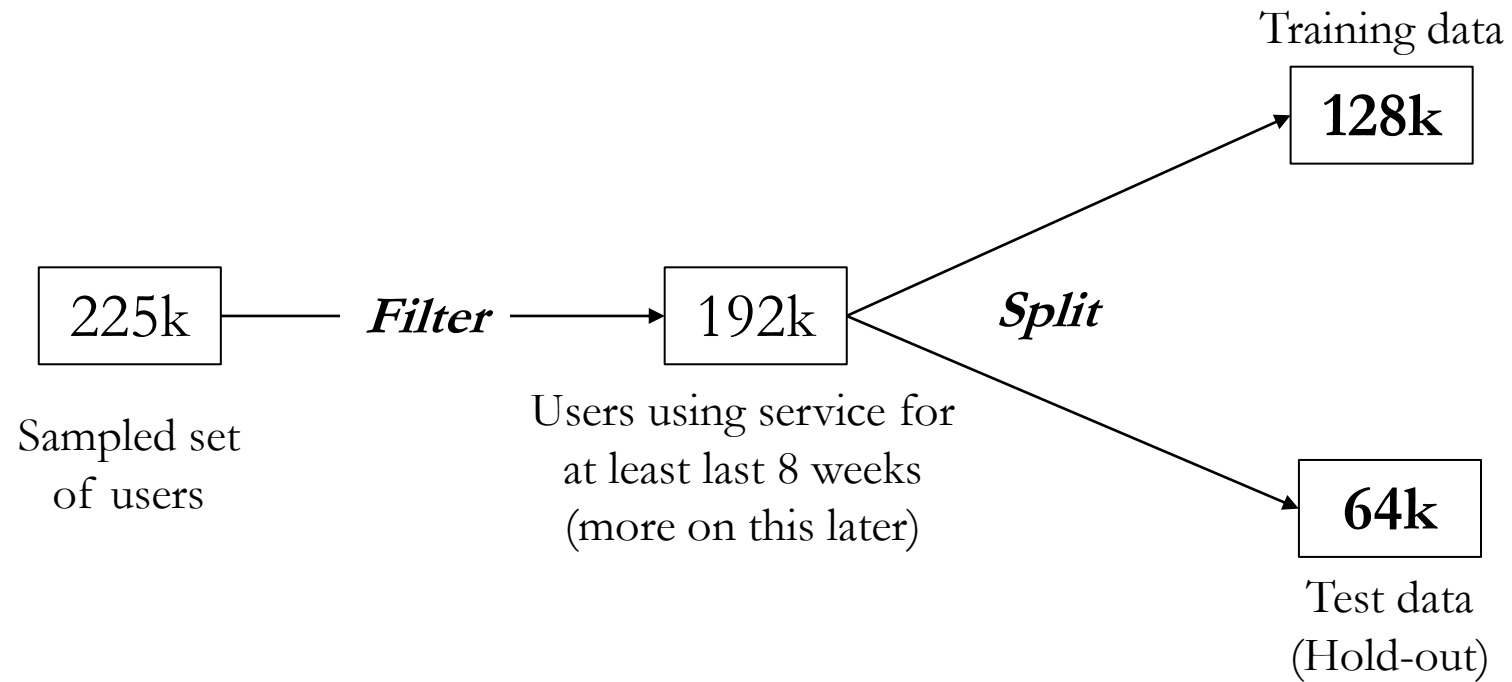 Training data
128k
225k
Filter
192k
Split
Sampled set
of users
Users using service for
at least last 8 weeks
(more on this later)
64k
Test data
(Hold-out)